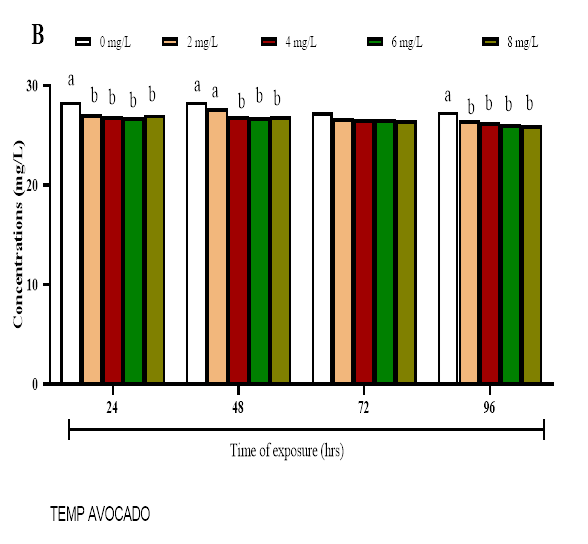 B
0 mg/L 2 mg/L 4 mg/L 6 mg/L 8 mg/L
30
20
10
0
Concentrations (mg/L)
a b b b b a a b b b a b b b b
24 48 72 96
Time of exposure (hrs)
TEMP AVOCADO